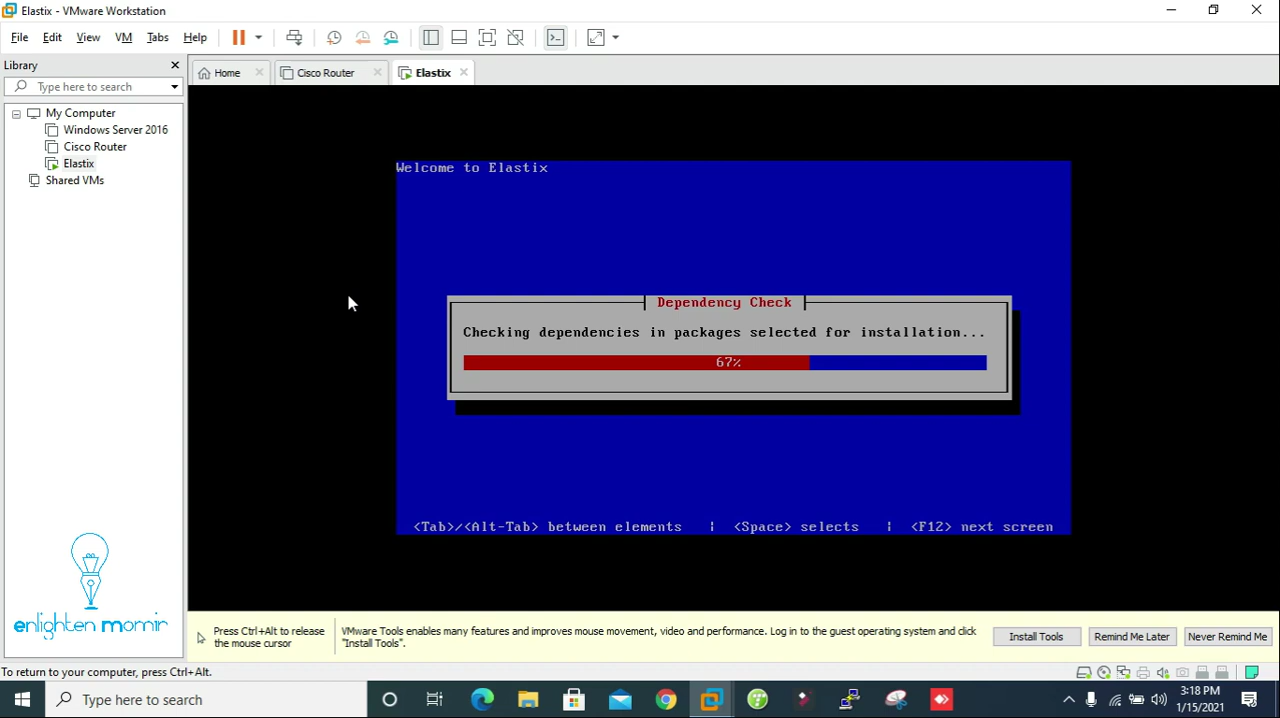 Elastix - VMware Workstation
File Edit View VM Tabs Help
Library
Home Cisco Router Elastix
Type here to search
My Computer
Windows Server 2016
Cisco Router
Elastix
Shared VMs
Welcome to Elastix
Dependency Check
Checking dependencies in packages selected for installation...
67%
<Tab>/<Alt-Tab> between elements | <Space> selects | <F12> next screen
enlighten momin
Press Ctrl+Alt to release
the mouse cursor
VMware Tools enables many features and improves mouse movement, video and performance. Log in to the guest operating system and click
"Install Tools".
Install Tools Remind Me Later Never Remind Me
To return to your computer, press Ctrl+Alt.
Type here to search
3:18 PM
1/15/2021